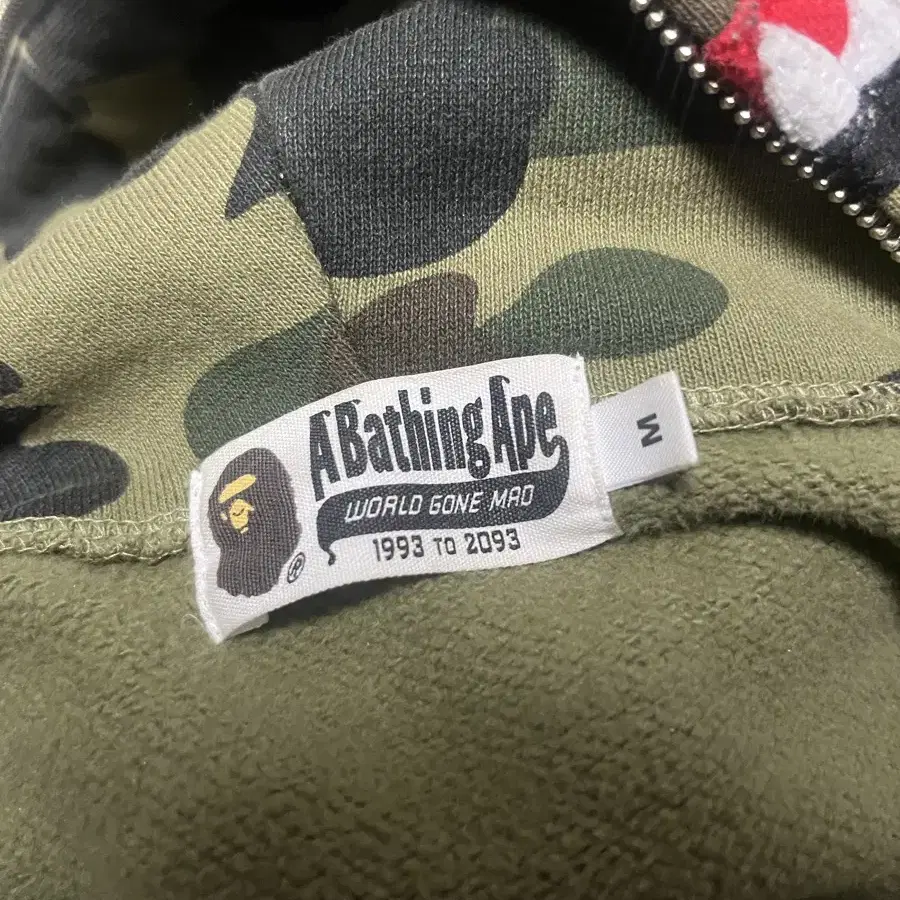 A Bathing Ape
WORLD GONE MAD
1993 TO 2093
®
M